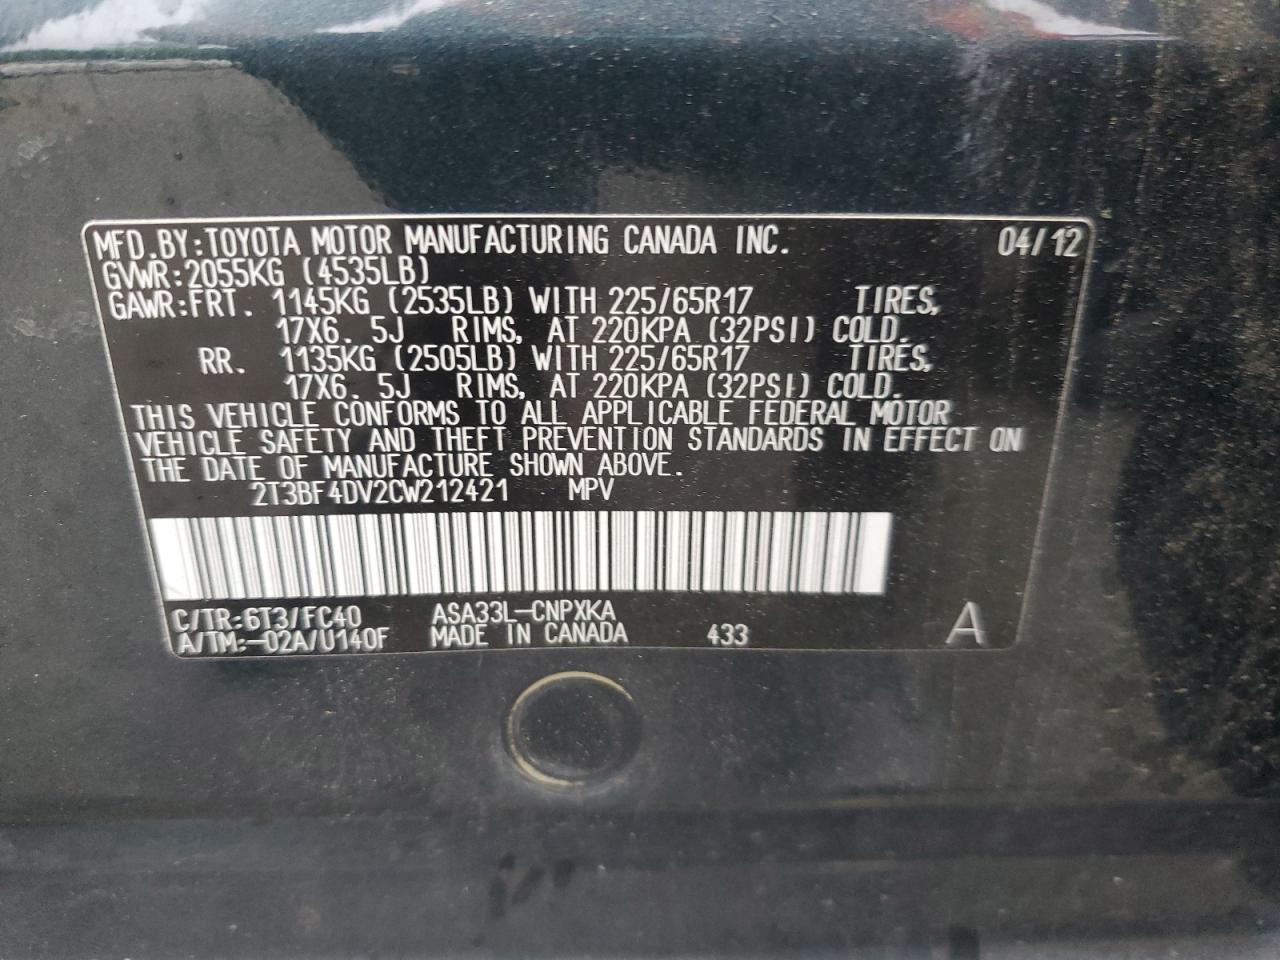 MFD.BY:TOYOTA MOTOR MANUFACTURING CANADA INC. 04/12
GVWR:2055KG (4535LB)
GAWR:FRT. 1145KG (2535LB) WITH 225/65R17 TIRES,
17X6. 5J RIMS, AT 220KPA (32PSI) COLD.
RR. 1135KG (2505LB) WITH 225/65R17 TIRES,
17X6. 5J RIMS, AT 220KPA (32PSI) COLD.
THIS VEHICLE CONFORMS TO ALL APPLICABLE FEDERAL MOTOR
VEHICLE SAFETY AND THEFT PREVENTION STANDARDS IN EFFECT ON
THE DATE OF MANUFACTURE SHOWN ABOVE.
2T3BF4DV2CW212421 MPV
C/TR:6T3/FC40 ASA33L-CNPXKA
A/TM:-02A/U140F MADE IN CANADA 433 A